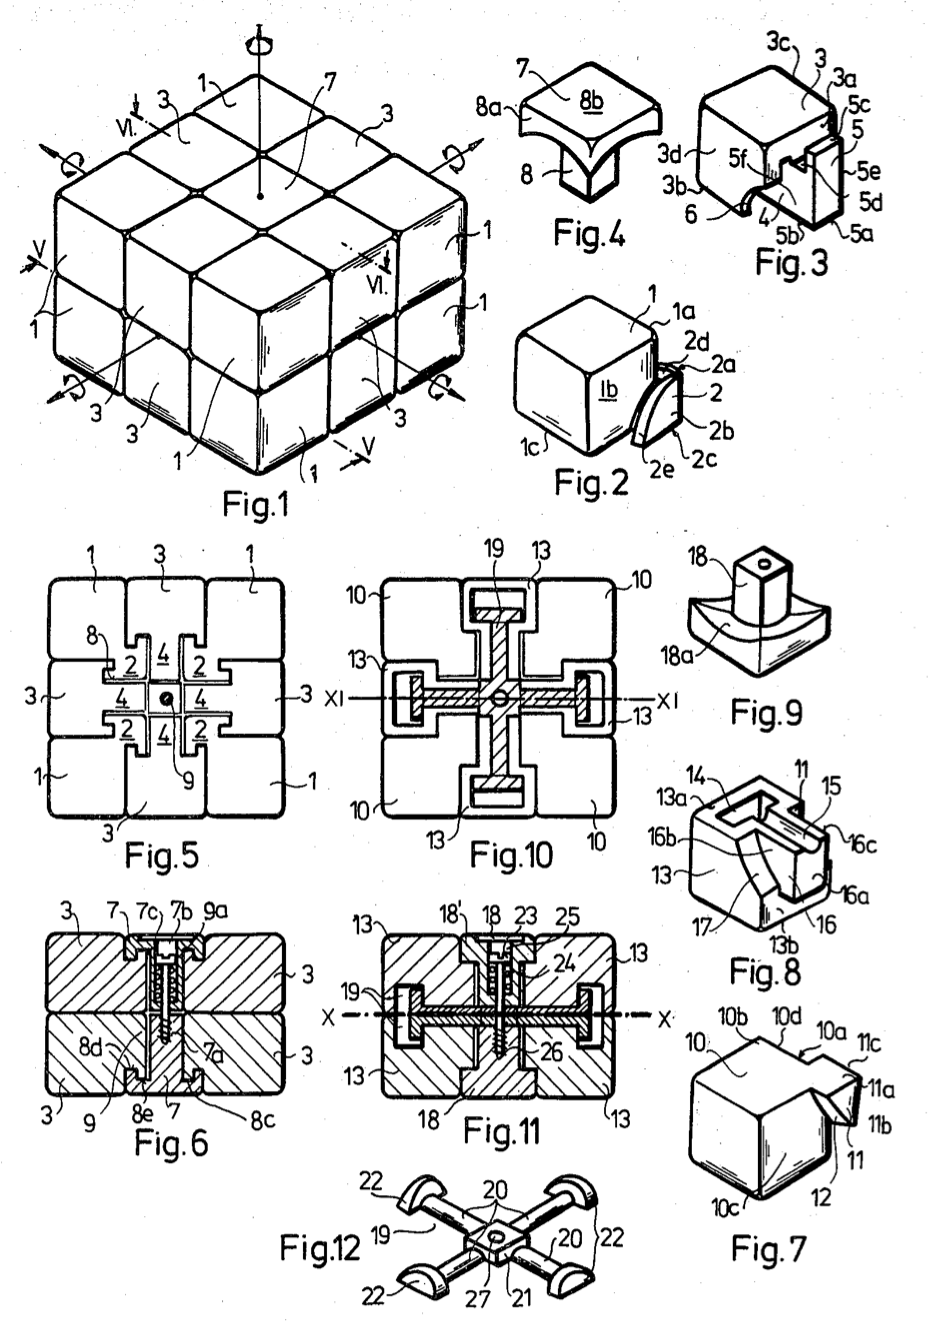 1
3
7
3
VI.
V
1
1
VI.
1
1
3
3
1
3
1
V
Fig.1
7
8a
8b
8
Fig.4
3c
3
3a
5c
5
3d
5f
5e
3b
5d
6
4
5b
5a
Fig.3
1
1a
2d
2a
1b
2
2b
1c
2e
2c
Fig.2
1
3
1
8
4
2
2
3
4
4
3
2
4
2
1
9
1
3
Fig.5
19
13
10
10
13
XI
XI
13
10
13
10
Fig.10
18
18a
Fig.9
14
11
13a
15
16b
16c
13
16a
17
16
13b
Fig.8
3
7
7c
7b
9a
3
8d
7a
3
3
9
8e
7
8c
Fig.6
13
18'
18
23
25
13
24
19
X
X
26
13
18
13
Fig.11
10b
10d
10a
10
11c
11a
11b
11
12
10c
Fig.7
22
20
19
20
22
Fig.12
22
27
21